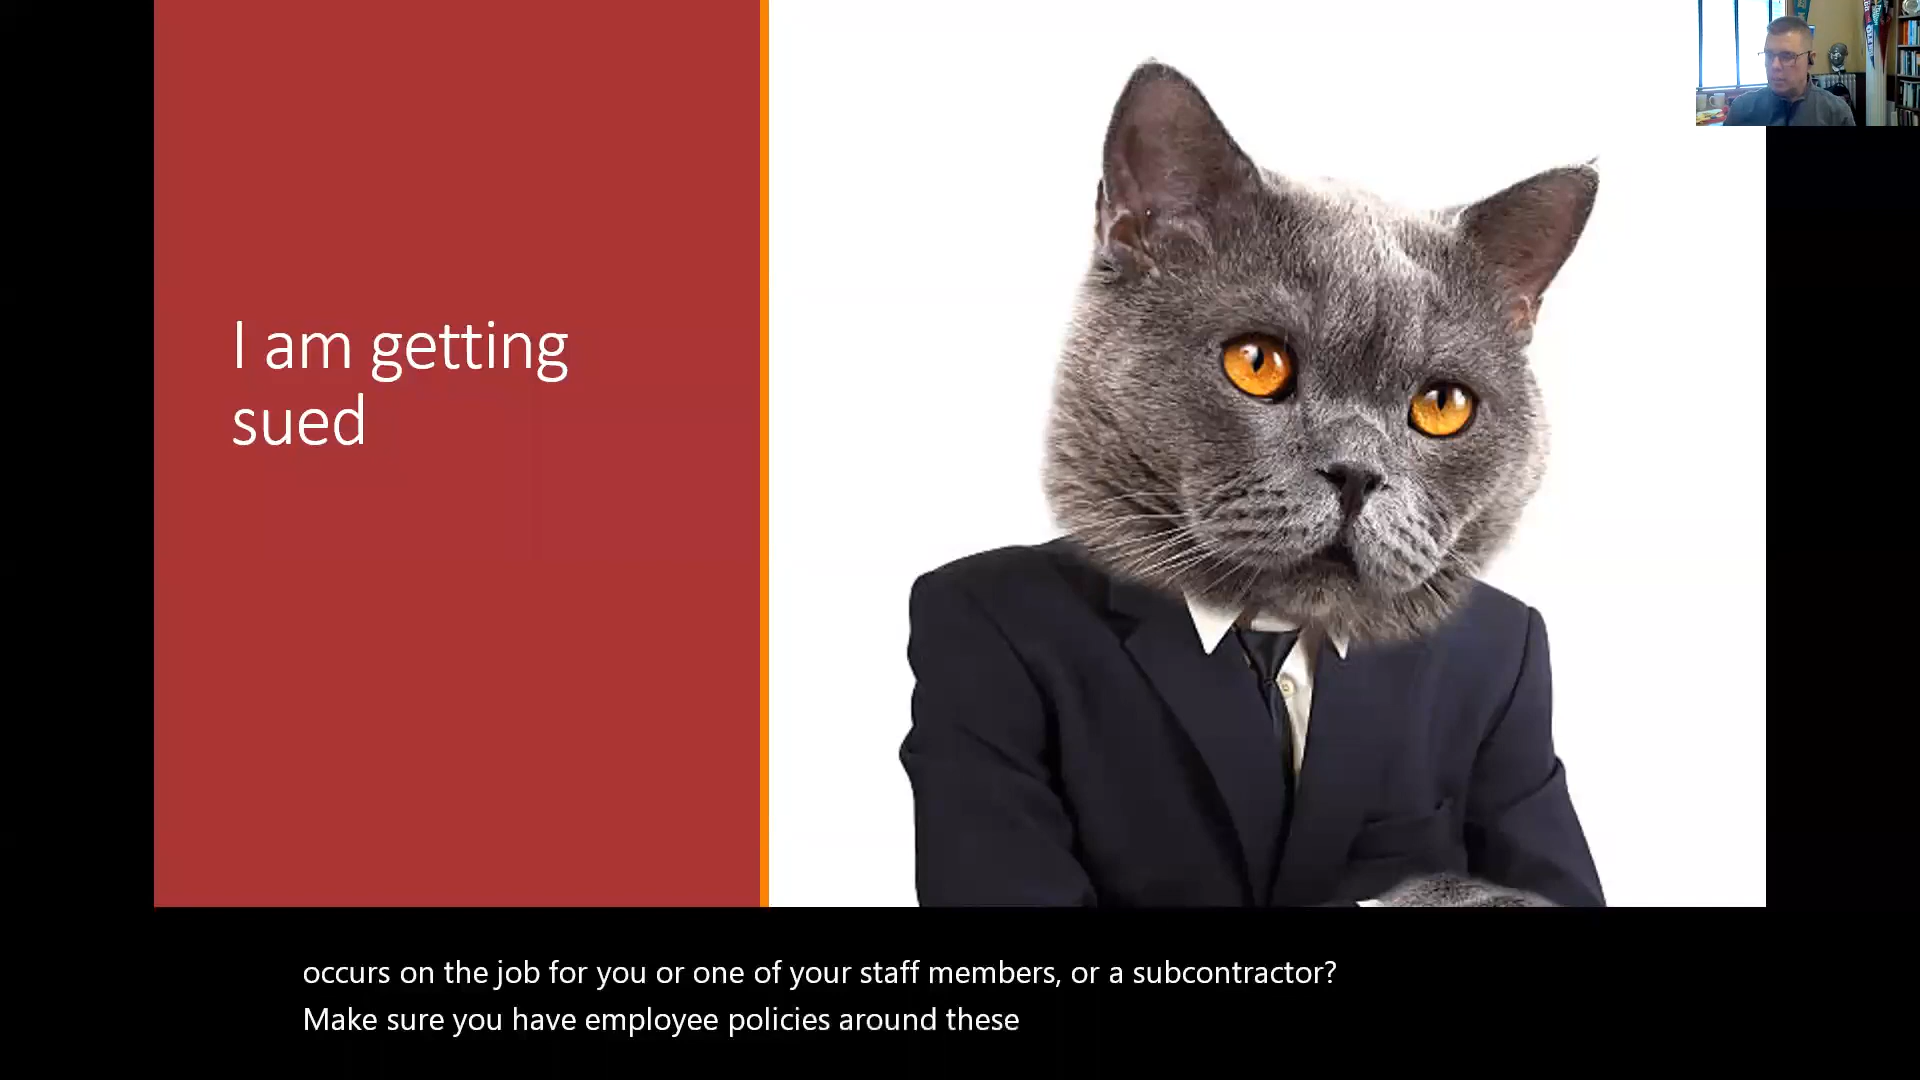 I am getting
sued
occurs on the job for you or one of your staff members, or a subcontractor?
Make sure you have employee policies around these